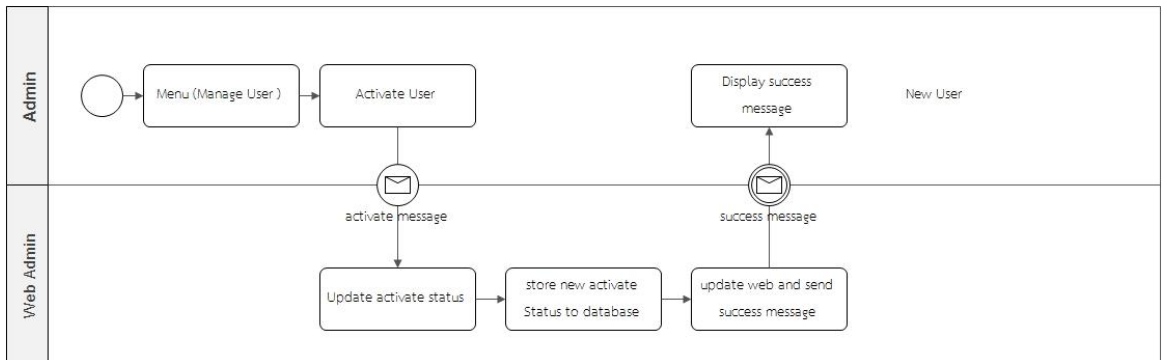 Admin
Menu (Manage User )
Activate User
Display success
message
New User
activate message
success message
Web Admin
Update activate status
store new activate
Status to database
update web and send
success message